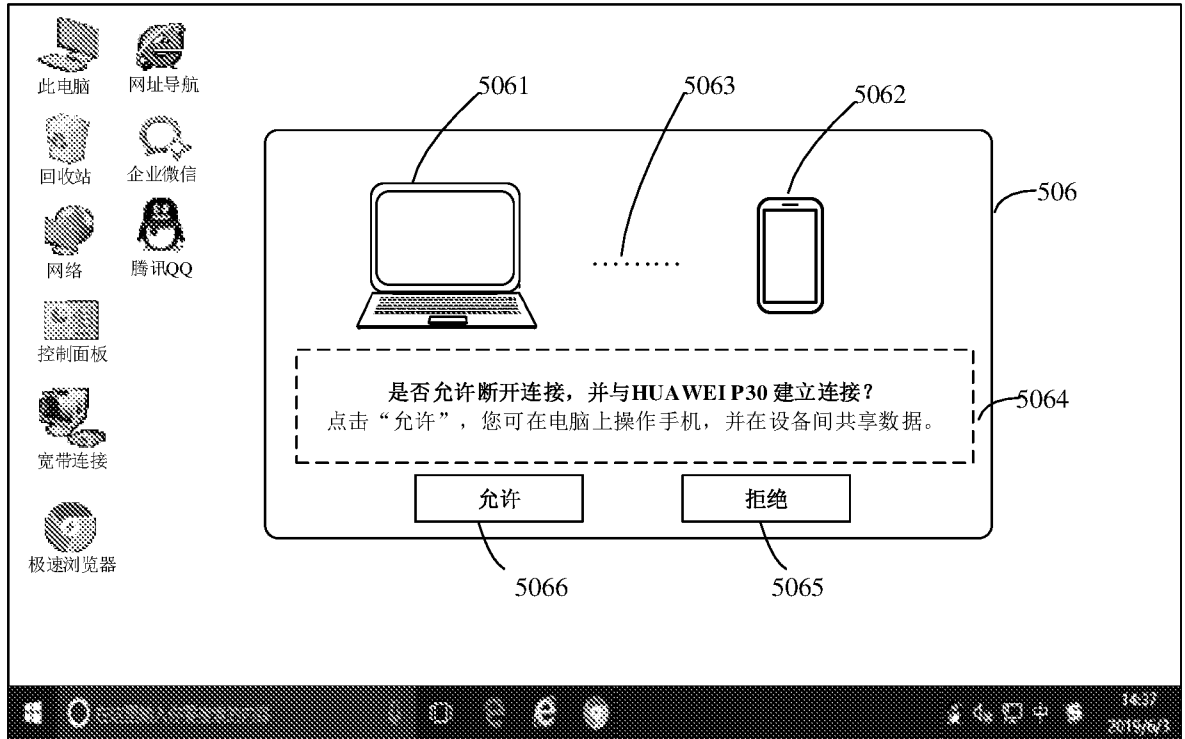 此电脑
网址导航
回收站
企业微信
网络
腾讯QQ
控制面板
宽带连接
极速浏览器
5061
5063
5062
506
是否允许断开连接，并与HUAWEI P30 建立连接？
点击“允许”，您可在电脑上操作手机，并在设备间共享数据。
5064
允许
拒绝
5066
5065
中
14:37
2019/6/3